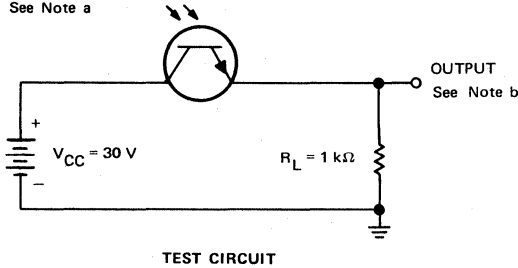 See Note a
OUTPUT
See Note b
+
V_CC = 30 V
R_L = 1 kΩ
−
TEST CIRCUIT